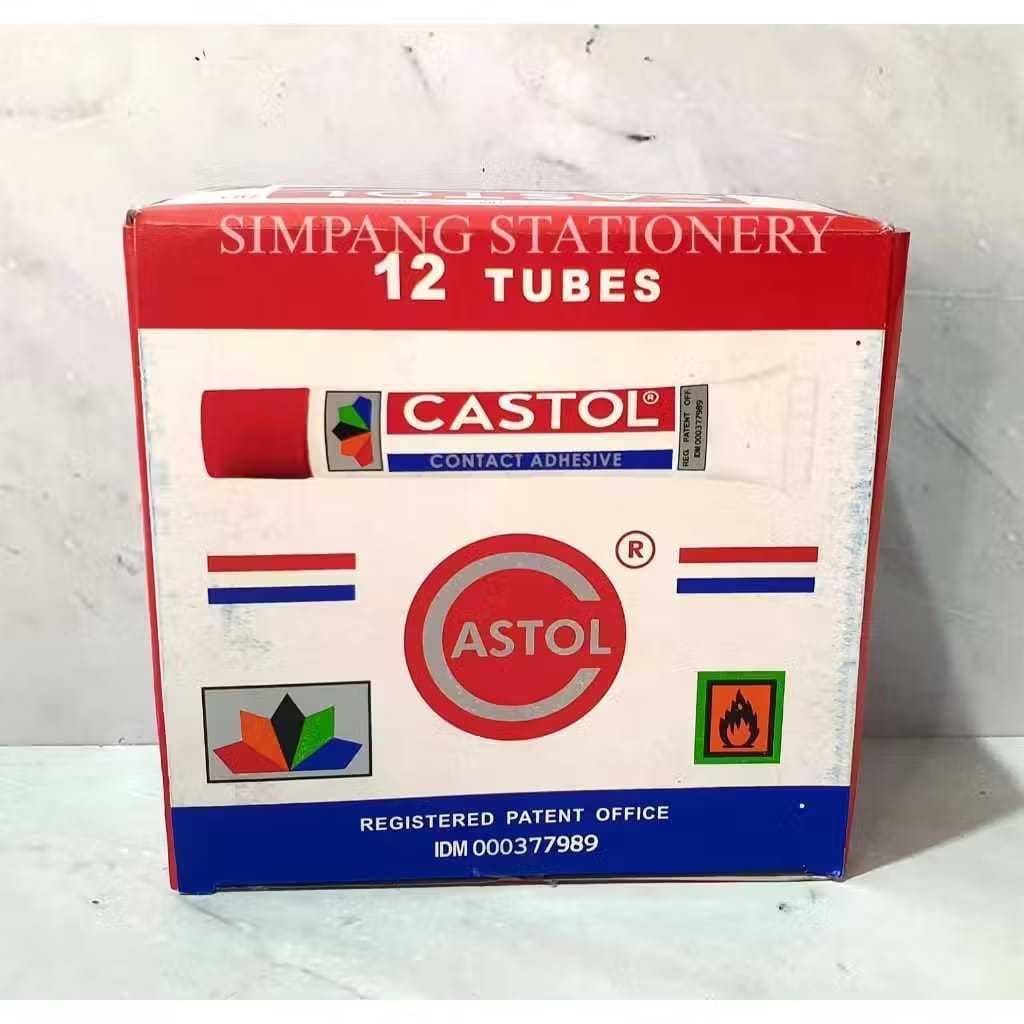 SIMPANG STATIONERY
12 TUBES
CASTOL®
CONTACT ADHESIVE
REG. PATENT OFF.
IDM 000377989
®
CASTOL
REGISTERED PATENT OFFICE
IDM 000377989